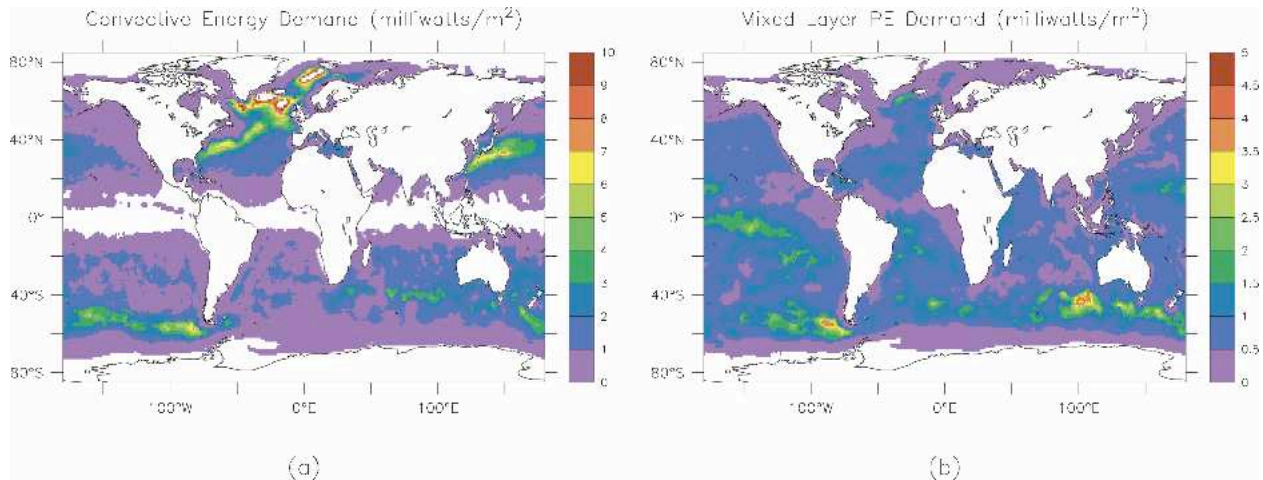 Convective Energy Demand (milliwatts/m²)
10
9
8
7
6
5
4
3
2
1
0
80°N
40°N
0°
40°S
80°S
100°W
0°E
100°E
(a)
Mixed Layer PE Demand (milliwatts/m²)
5
4.5
4
3.5
3
2.5
2
1.5
1
0.5
0
80°N
40°N
0°
40°S
80°S
100°W
0°E
100°E
(b)